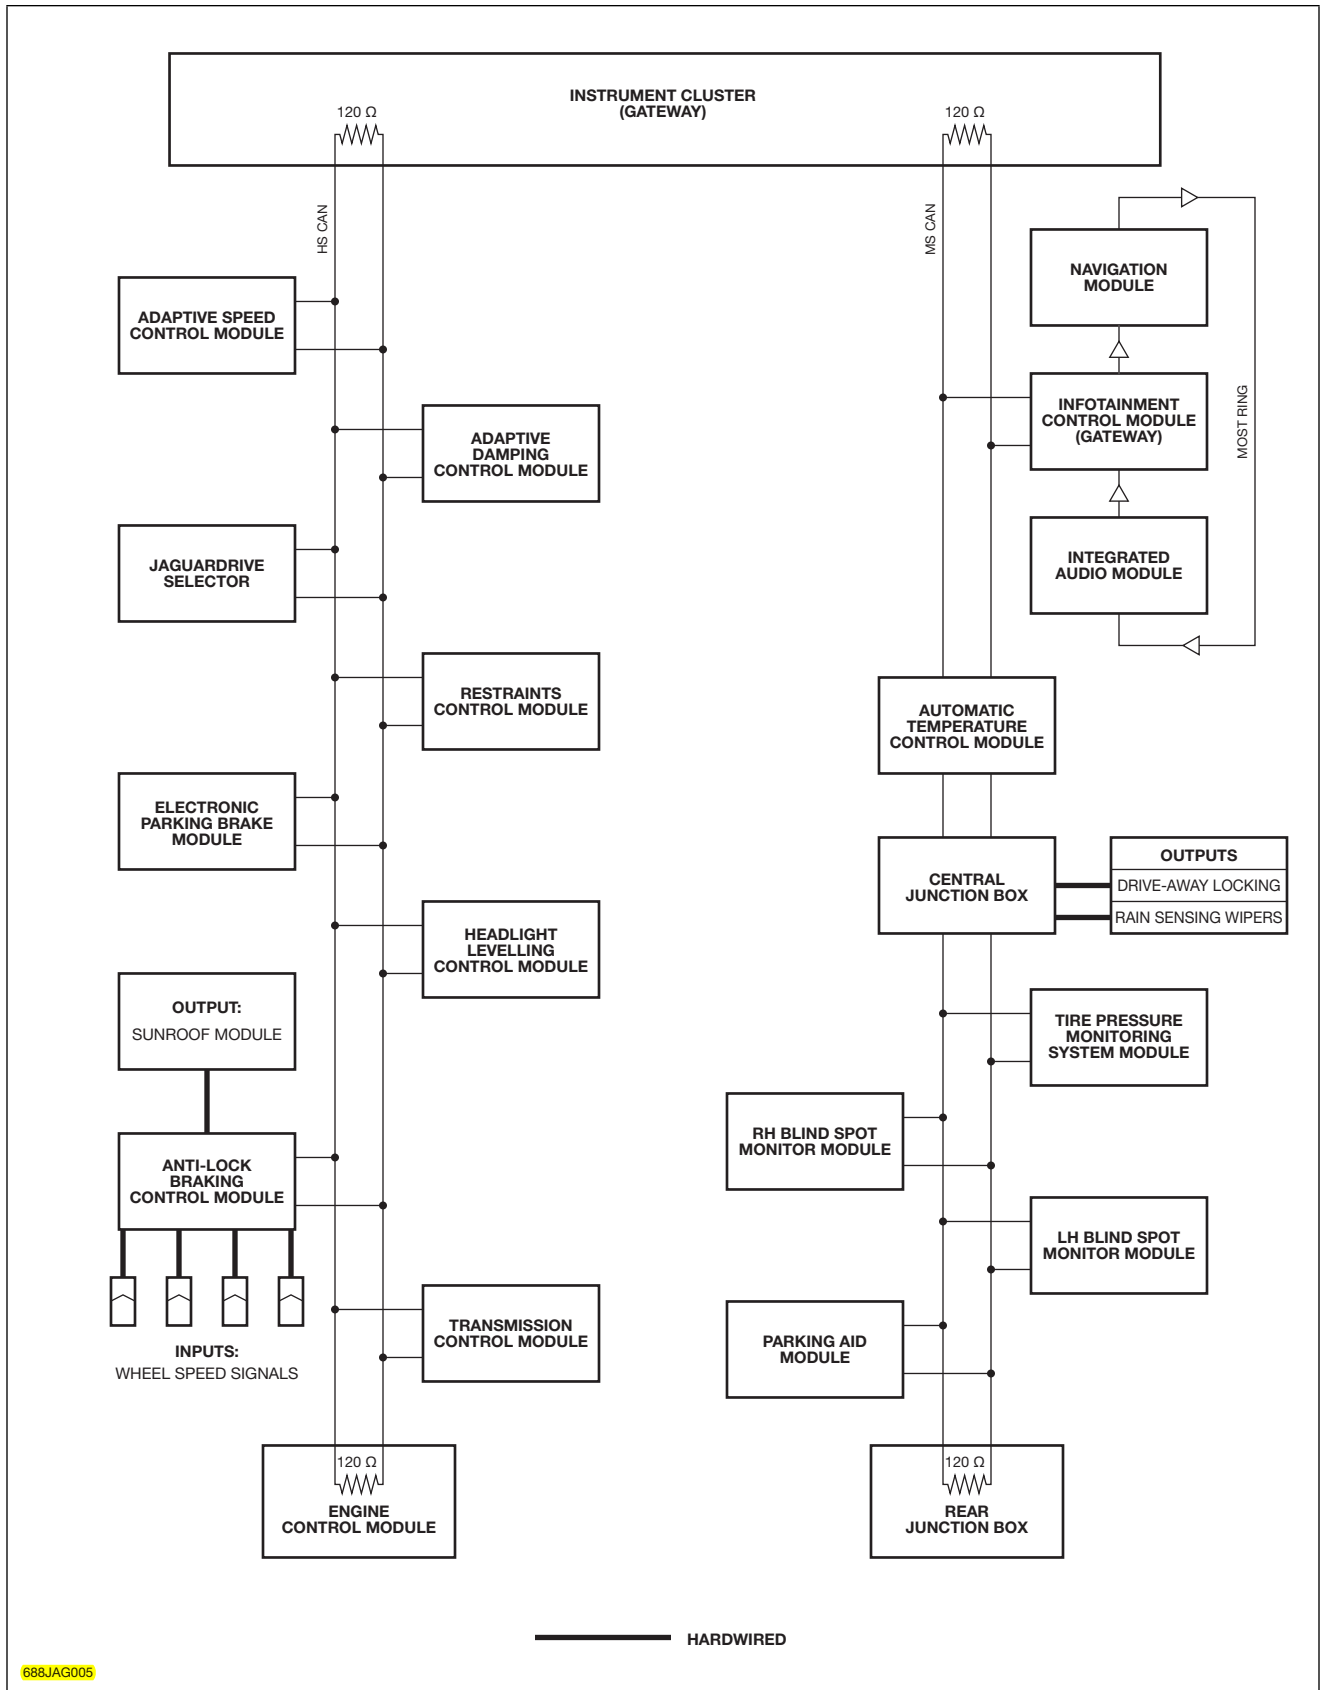 INSTRUMENT CLUSTER
(GATEWAY)
120 Ω
120 Ω
HS CAN
MS CAN
NAVIGATION
MODULE
ADAPTIVE SPEED
CONTROL MODULE
INFOTAINMENT
CONTROL MODULE
(GATEWAY)
MOST RING
ADAPTIVE
DAMPING
CONTROL MODULE
JAGUARDRIVE
SELECTOR
INTEGRATED
AUDIO MODULE
RESTRAINTS
CONTROL MODULE
AUTOMATIC
TEMPERATURE
CONTROL MODULE
ELECTRONIC
PARKING BRAKE
MODULE
CENTRAL
JUNCTION BOX
OUTPUTS
DRIVE-AWAY LOCKING
RAIN SENSING WIPERS
HEADLIGHT
LEVELLING
CONTROL MODULE
OUTPUT:
SUNROOF MODULE
TIRE PRESSURE
MONITORING
SYSTEM MODULE
RH BLIND SPOT
MONITOR MODULE
ANTI-LOCK
BRAKING
CONTROL MODULE
LH BLIND SPOT
MONITOR MODULE
INPUTS:
WHEEL SPEED SIGNALS
TRANSMISSION
CONTROL MODULE
PARKING AID
MODULE
120 Ω
ENGINE
CONTROL MODULE
120 Ω
REAR
JUNCTION BOX
HARDWIRED
688JAG005